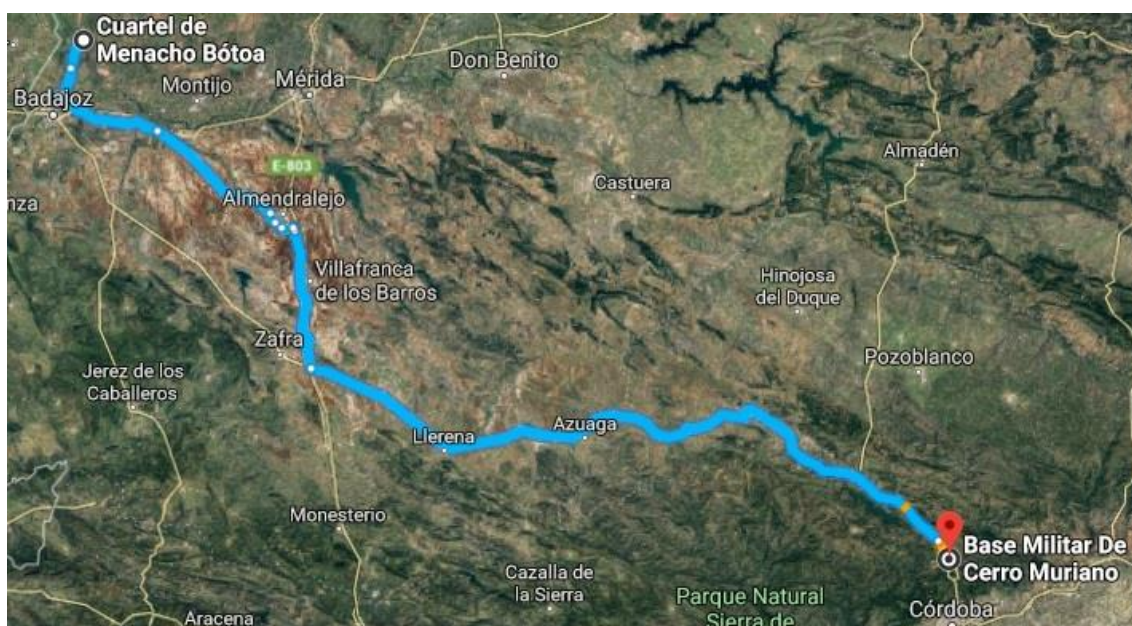 Cuartel de
Menacho Bótoa
Don Benito
Montijo
Mérida
Badajoz
E-803
Almadén
Castuera
nza
Almendralejo
Villafranca
de los Barros
Hinojosa
del Duque
Zafra
Pozoblanco
Jerez de los
Caballeros
Azuaga
Llerena
Monesterio
Base Militar De
Cerro Muriano
Cazalla de
la Sierra
Parque Natural
Sierra de
Córdoba
Aracena